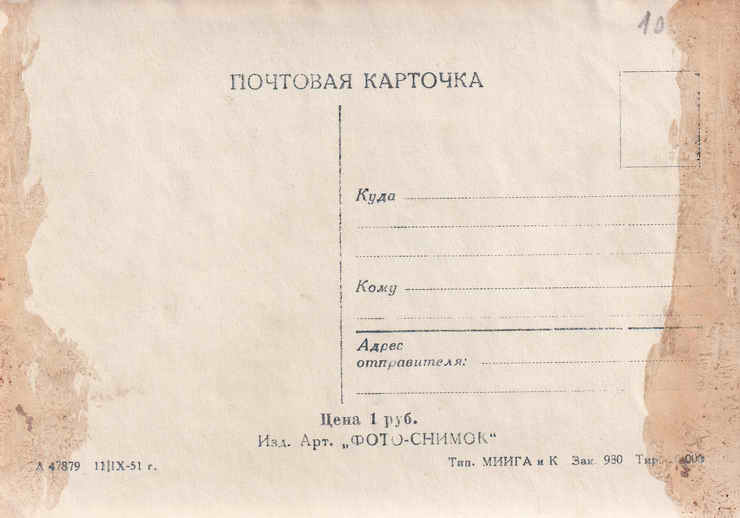 10
ПОЧТОВАЯ КАРТОЧКА
Куда
Кому
Адрес
отправителя:
Цена 1 руб.
Изд. Арт. „ФОТО-СНИМОК“
А 47879 11|IX-51 г.
Тип. МИИГА и К Зак. 980